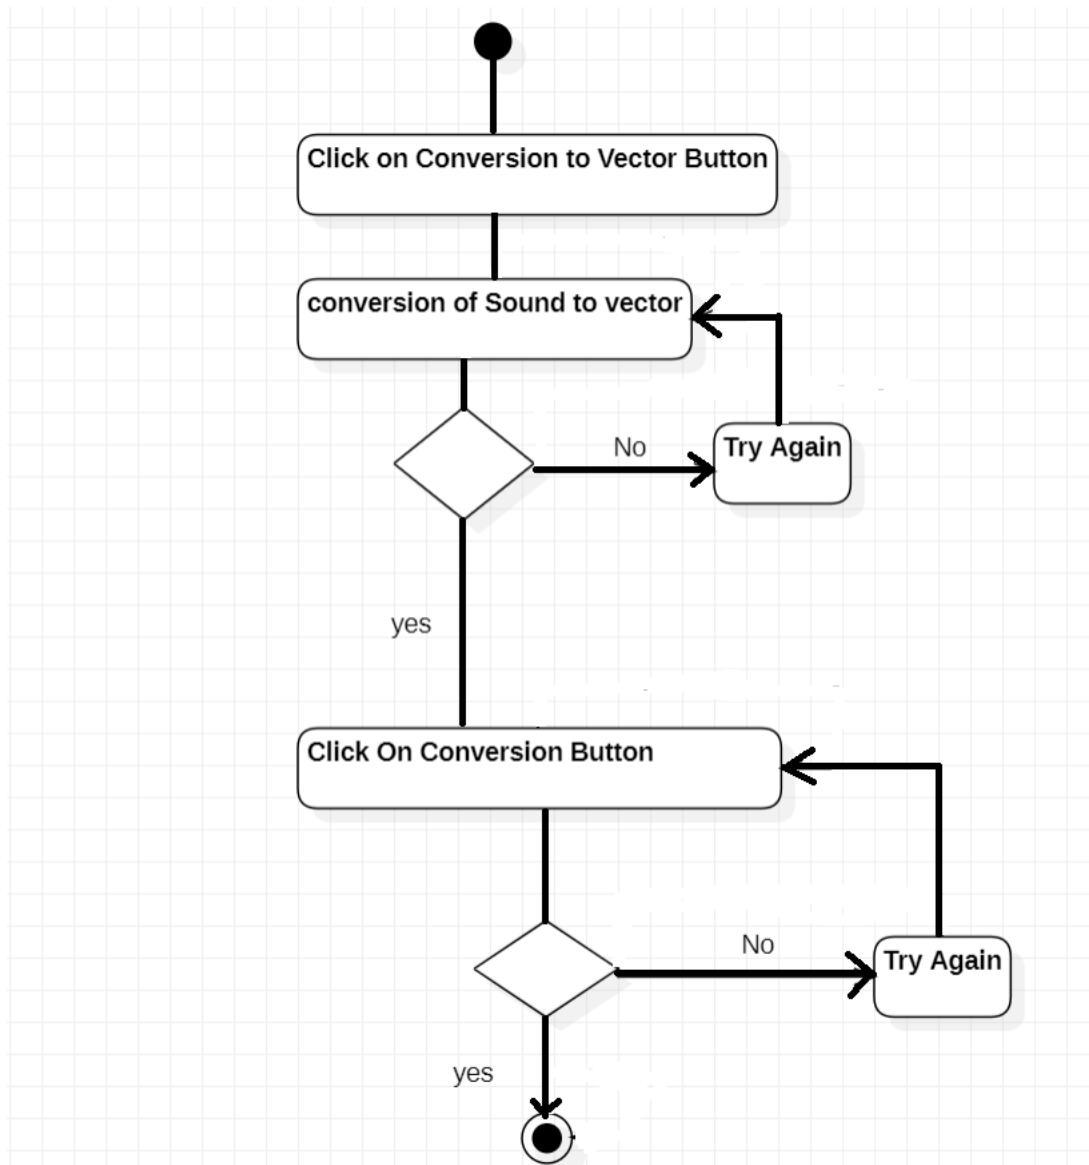 Click on Conversion to Vector Button
conversion of Sound to vector
No
Try Again
yes
Click On Conversion Button
No
Try Again
yes